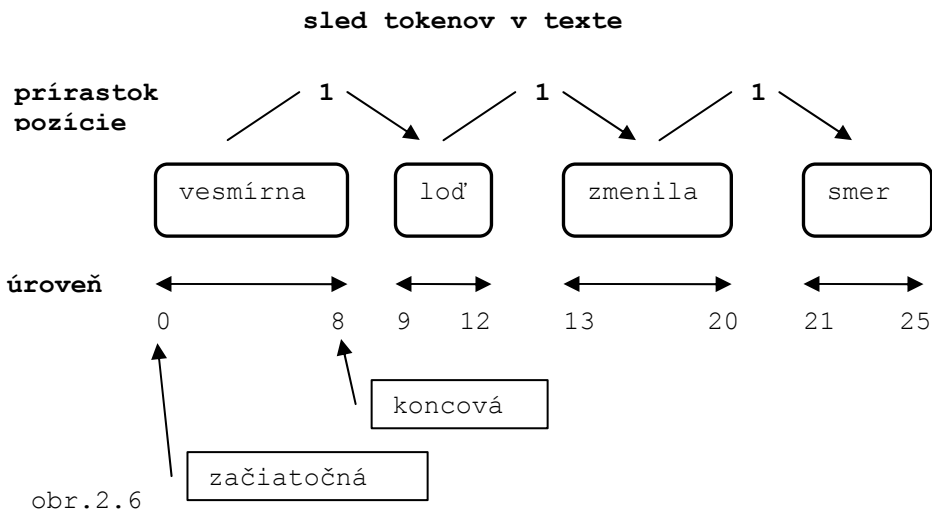 sled tokenov v texte
prírastok 1 1 1
pozície
vesmírna loď zmenila smer
úroveň
0 8 9 12 13 20 21 25
koncová
začiatočná
obr.2.6